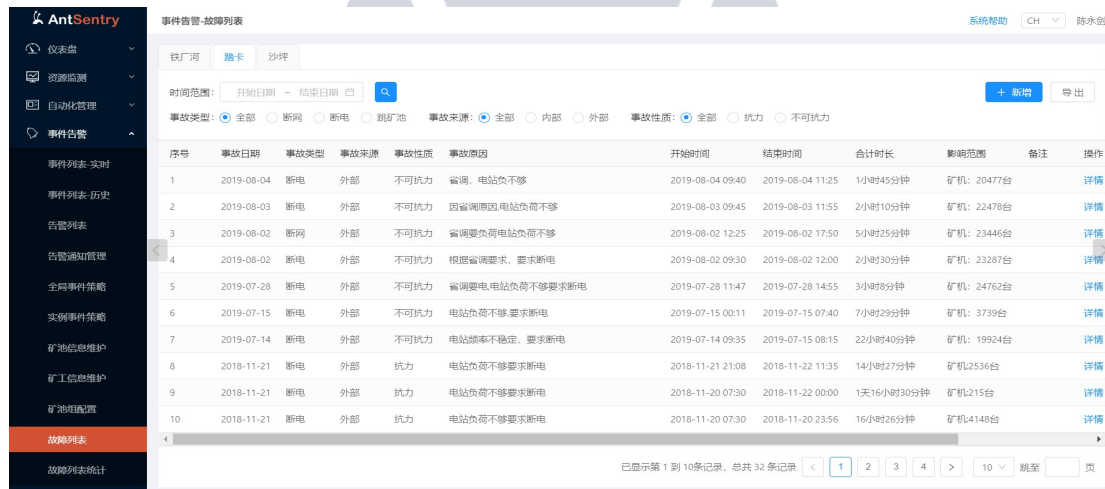 AntSentry
事件告警-故障列表
系统帮助
CH
陈永剑
仪表盘
资源监测
自动化管理
事件告警
事件列表-实时
事件列表-历史
告警列表
告警通知管理
全局事件策略
实例事件策略
矿池信息维护
矿工信息维护
矿池组配置
故障列表
故障列表统计
铁厂河 踏卡 沙坪
时间范围: 开始日期 ~ 结束日期
+ 新增 导出
事故类型: 全部 断网 断电 跳矿池 事故来源: 全部 内部 外部 事故性质: 全部 抗力 不可抗力
序号 事故日期 事故类型 事故来源 事故性质 事故原因 开始时间 结束时间 合计时长 影响范围 备注 操作
1 2019-08-04 断电 外部 不可抗力 省调，电站负不够 2019-08-04 09:40 2019-08-04 11:25 1小时45分钟 矿机：20477台 详情
2 2019-08-03 断电 外部 不可抗力 因省调原因,电站负荷不够 2019-08-03 09:45 2019-08-03 11:55 2小时10分钟 矿机：22478台 详情
3 2019-08-02 断网 外部 不可抗力 省调要负荷电站负荷不够 2019-08-02 12:25 2019-08-02 17:50 5小时25分钟 矿机：23446台 详情
4 2019-08-02 断电 外部 不可抗力 根据省调要求，要求断电 2019-08-02 09:30 2019-08-02 12:00 2小时30分钟 矿机：23287台 详情
5 2019-07-28 断电 外部 不可抗力 省调要电,电站负荷不够要求断电 2019-07-28 11:47 2019-07-28 14:55 3小时8分钟 矿机：24762台 详情
6 2019-07-15 断电 外部 不可抗力 电站负荷不够,要求断电 2019-07-15 00:11 2019-07-15 07:40 7小时29分钟 矿机：3739台 详情
7 2019-07-14 断电 外部 不可抗力 电站频率不稳定，要求断电 2019-07-14 09:35 2019-07-15 08:15 22小时40分钟 矿机：19924台 详情
8 2018-11-21 断电 外部 抗力 电站负荷不够要求断电 2018-11-21 21:08 2018-11-22 11:35 14小时27分钟 矿机:2536台 详情
9 2018-11-21 断电 外部 抗力 电站负荷不够要求断电 2018-11-20 07:30 2018-11-22 00:00 1天16小时30分钟 矿机:215台 详情
10 2018-11-21 断电 外部 抗力 电站负荷不够要求断电 2018-11-20 07:30 2018-11-20 23:56 16小时26分钟 矿机:4148台 详情
已显示第 1 到 10条记录，总共 32 条记录 < 1 2 3 4 > 10 跳至 页